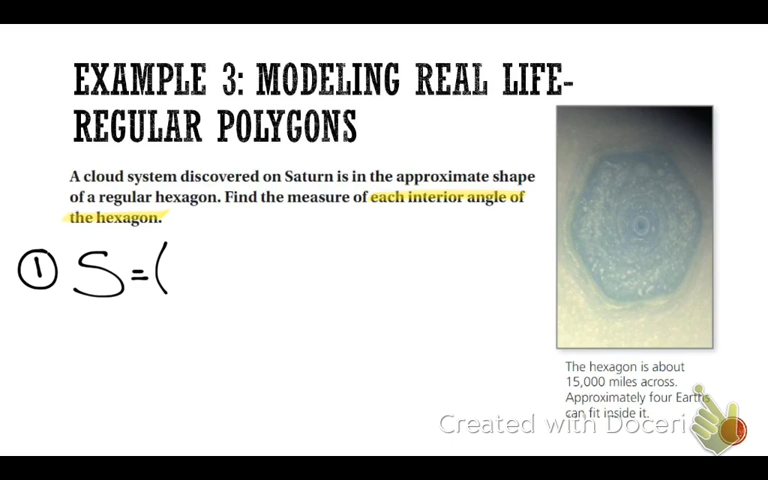 EXAMPLE 3: MODELING REAL LIFE-
REGULAR POLYGONS
A cloud system discovered on Saturn is in the approximate shape
of a regular hexagon. Find the measure of each interior angle of
the hexagon.
① S=(
The hexagon is about
15,000 miles across.
Approximately four Earths
can fit inside it.
Created with Doceri